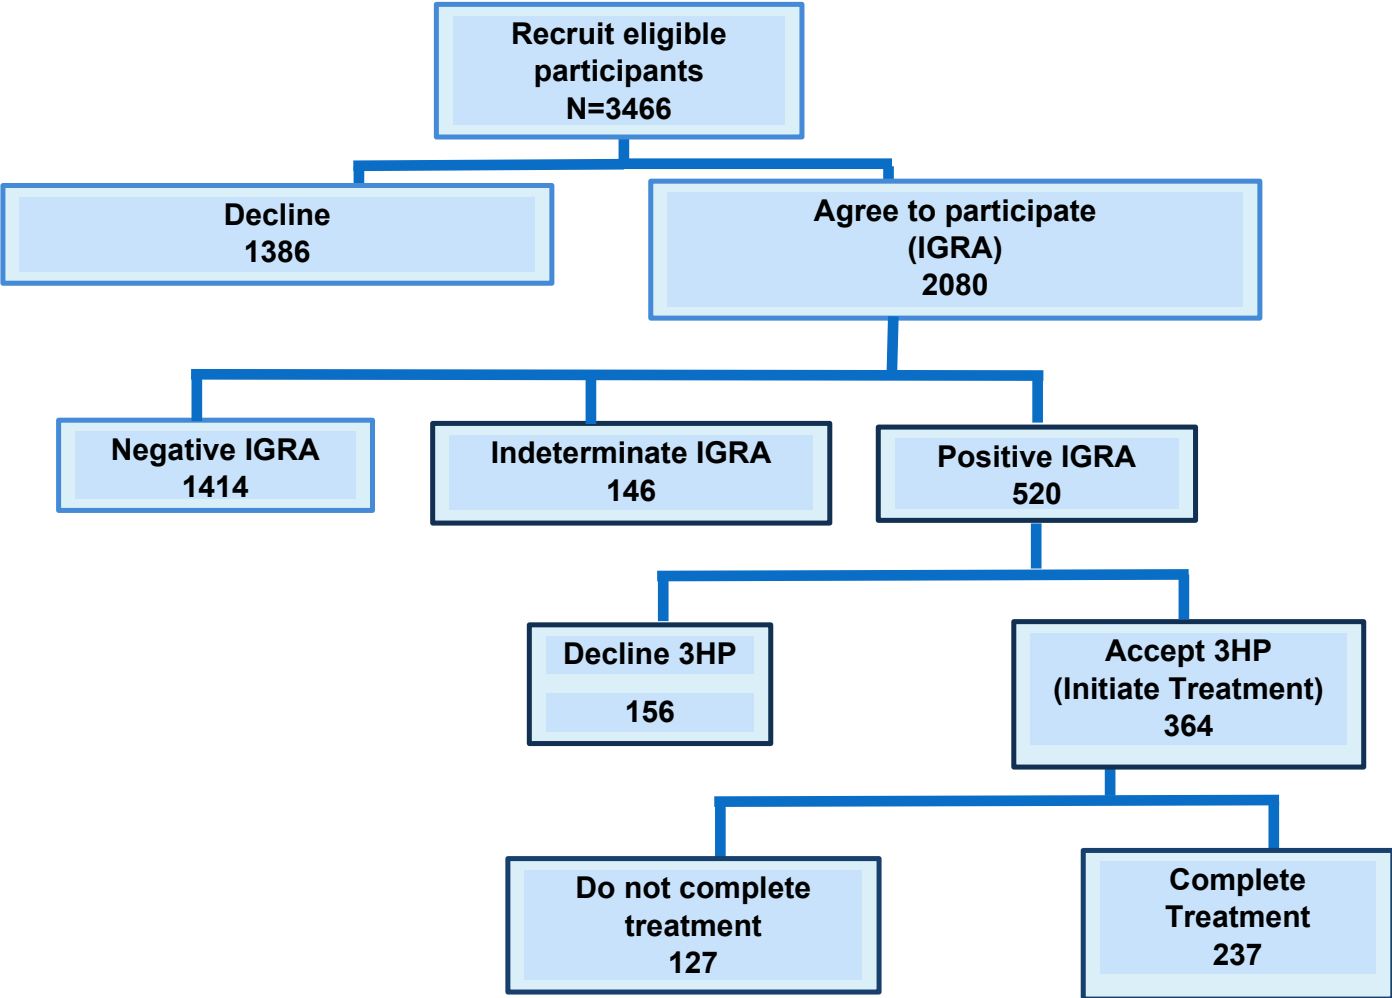 Recruit eligible
participants
N=3466
Decline
1386
Agree to participate
(IGRA)
2080
Negative IGRA
1414
Indeterminate IGRA
146
Positive IGRA
520
Decline 3HP
156
Accept 3HP
(Initiate Treatment)
364
Do not complete
treatment
127
Complete
Treatment
237